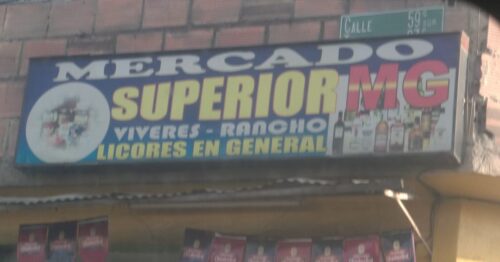 CALLE 59
MERCADO
SUPERIOR MG
VIVERES - RANCHO
LICORES EN GENERAL